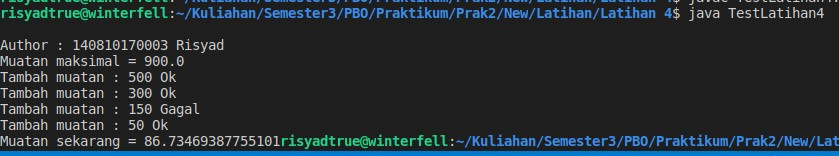 risyadtrue@winterfell:~/Kuliahan/Semester3/PBO/Praktikum/Prak2/New/Latihan/Latihan 4$ java TestLatihan4
Author : 140810170003 Risyad
Muatan maksimal = 900.0
Tambah muatan : 500 Ok
Tambah muatan : 300 Ok
Tambah muatan : 150 Gagal
Tambah muatan : 50 Ok
Muatan sekarang = 86.73469387755101risyadtrue@winterfell:~/Kuliahan/Semester3/PBO/Praktikum/Prak2/New/Lat